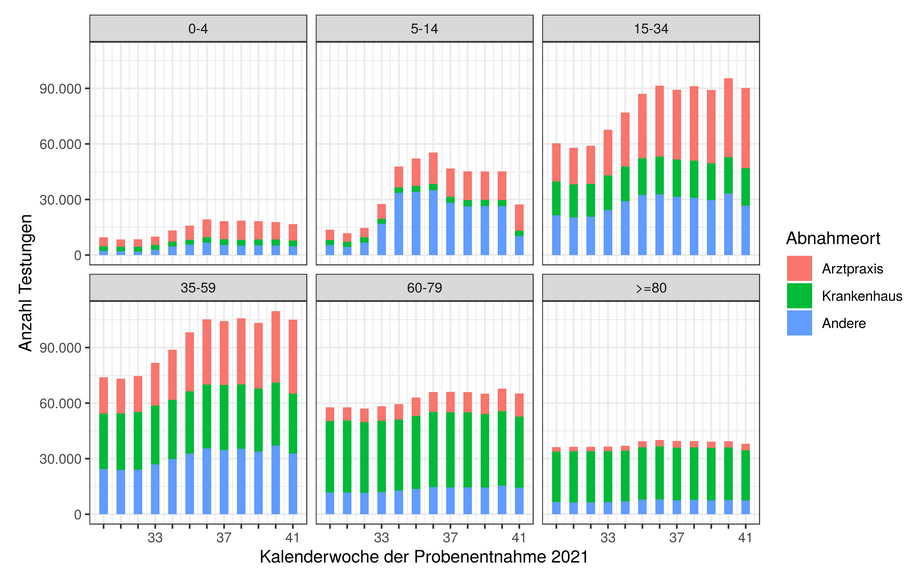 0-4 5-14 15-34
90.000
60.000
30.000
0
35-59 60-79 >=80
90.000
60.000
30.000
0
33 37 41 33 37 41 33 37 41
Kalenderwoche der Probenentnahme 2021
Anzahl Testungen
Abnahmeort
Arztpraxis
Krankenhaus
Andere